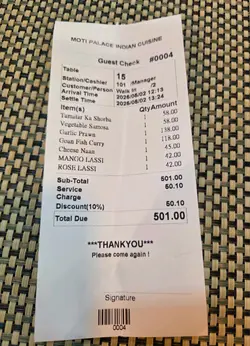 MOTI PALACE INDIAN CUISINE
Guest Check #0004
Table 15
Station/Cashier 101 /Manager
Customer/Person Walk In /2
Arrival Time 2026/06/02 12:13
Settle Time 2026/06/02 13:54
Item(s) Qty Amount
Tamatar Ka Shorba 1 58.00
Vegetable Samosa 1 58.00
Garlic Prawn 1 138.00
Goan Fish Curry 1 118.00
Cheese Naan 1 45.00
MANGO LASSI 1 42.00
ROSE LASSI 1 42.00
Sub-Total 501.00
Service Charge 50.10
Discount(10%) 50.10
Total Due 501.00
***THANKYOU***
Please come again !
Signature
0004